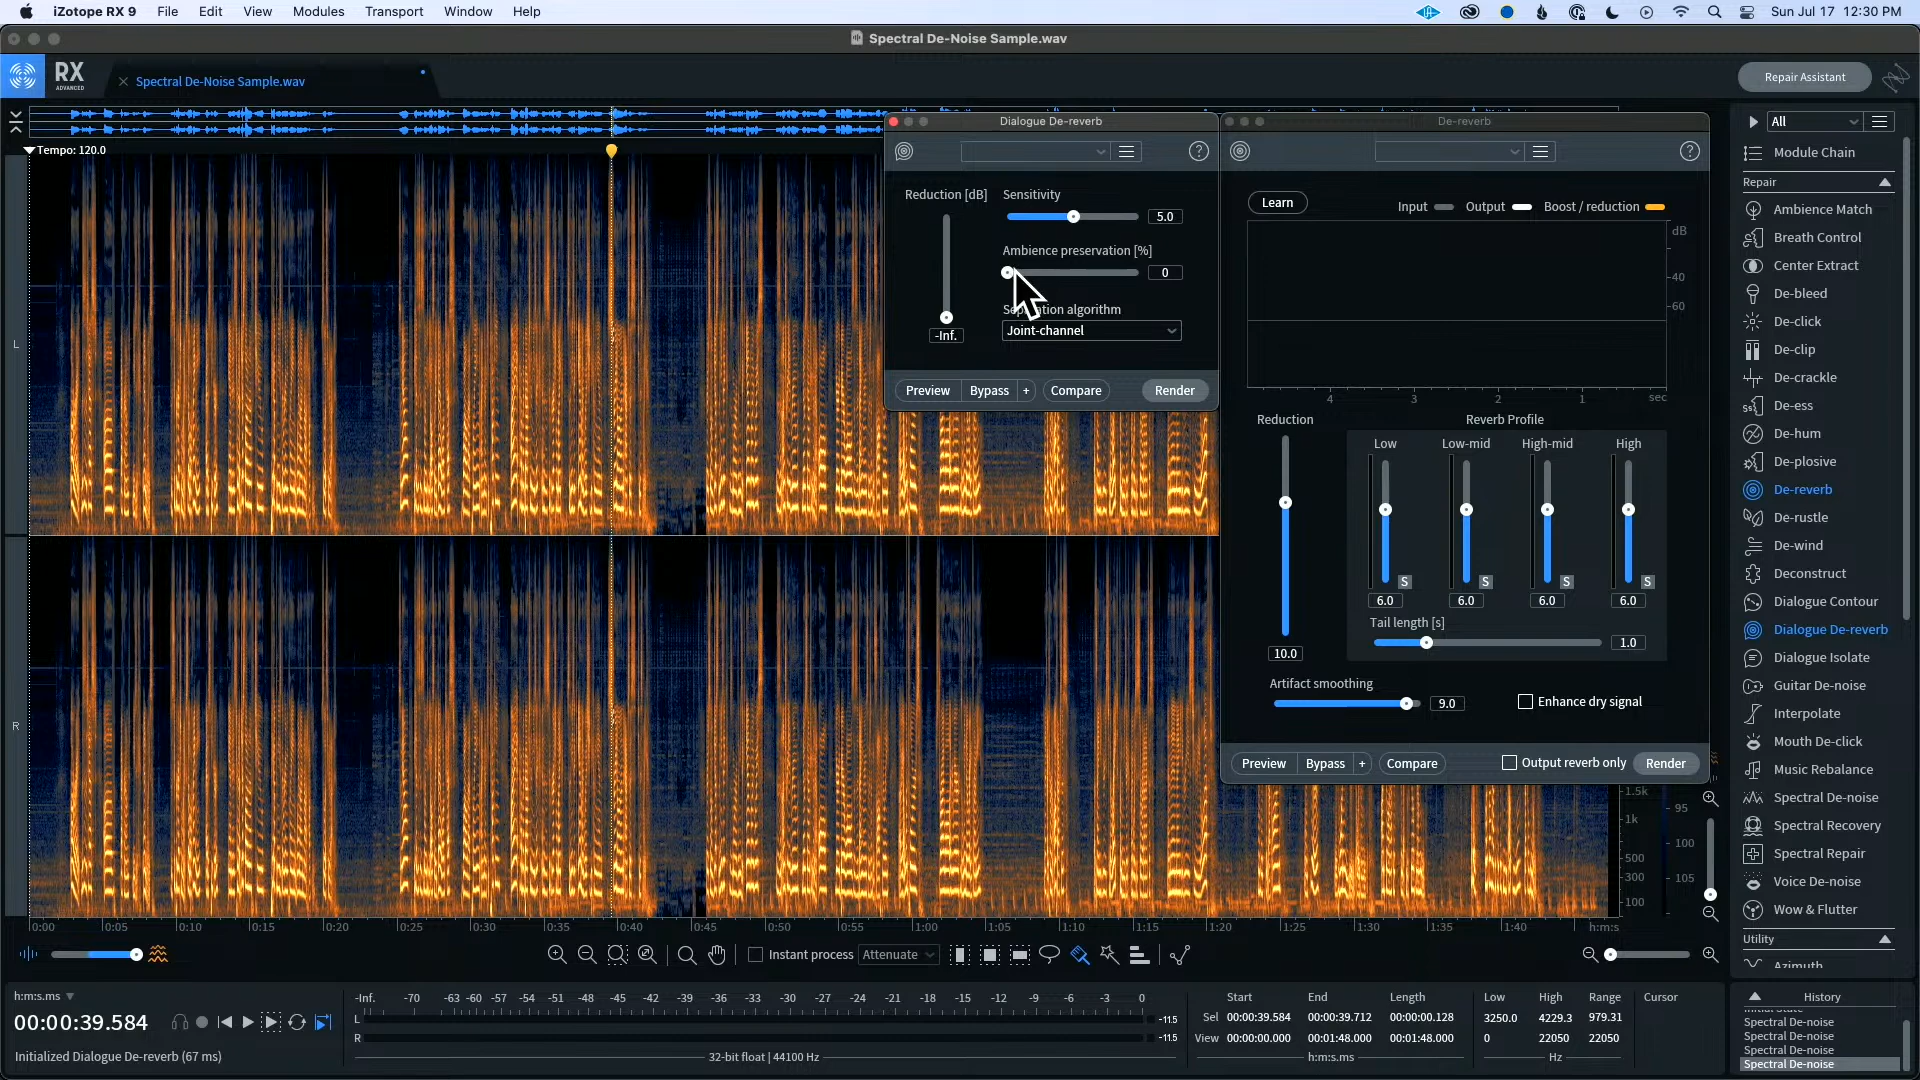 iZotope RX 9 File Edit View Modules Transport Window Help Sun Jul 17 12:30 PM
Spectral De-Noise Sample.wav
RX
ADVANCED
Spectral De-Noise Sample.wav
Repair Assistant
Tempo: 120.0
L
R
Dialogue De-reverb
Reduction [dB]
-Inf.
Sensitivity
5.0
Ambience preservation [%]
0
Joint-channel
Preview Bypass + Compare Render
De-reverb
Learn
Input Output Boost / reduction
dB
-40
-60
4 3 2 1 sec
Reduction
10.0
Reverb Profile
Low Low-mid High-mid High
S S S S
6.0 6.0 6.0 6.0
Tail length [s]
1.0
Artifact smoothing
9.0
Enhance dry signal
Preview Bypass + Compare Output reverb only Render
All
Module Chain
Repair
Ambience Match
Breath Control
Center Extract
De-bleed
De-click
De-clip
De-crackle
De-ess
De-hum
De-plosive
De-reverb
De-rustle
De-wind
Deconstruct
Dialogue Contour
Dialogue De-reverb
Dialogue Isolate
Guitar De-noise
Interpolate
Mouth De-click
Music Rebalance
Spectral De-noise
Spectral Recovery
Spectral Repair
Voice De-noise
Wow & Flutter
Utility
Azimuth
1.5k
1k
500
300
100
95
100
105
0:00 0:05 0:10 0:15 0:20 0:25 0:30 0:35 0:40 0:45 0:50 0:55 1:00 1:05 1:10 1:15 1:20 1:25 1:30 1:35 1:40 h:m:s
Instant process Attenuate
h:m:s.ms
00:00:39.584
Initialized Dialogue De-reverb (67 ms)
-Inf. -70 -63 -60 -57 -54 -51 -48 -45 -42 -39 -36 -33 -30 -27 -24 -21 -18 -15 -12 -9 -6 -3 0
L -11.5
R -11.5
32-bit float | 44100 Hz
Start End Length Low High Range Cursor
Sel 00:00:39.584 00:00:39.712 00:00:00.128 3250.0 4229.3 979.31
View 00:00:00.000 00:01:48.000 00:01:48.000 0 22050 22050
h:m:s.ms Hz
History
Initial State
Spectral De-noise
Spectral De-noise
Spectral De-noise
Spectral De-noise